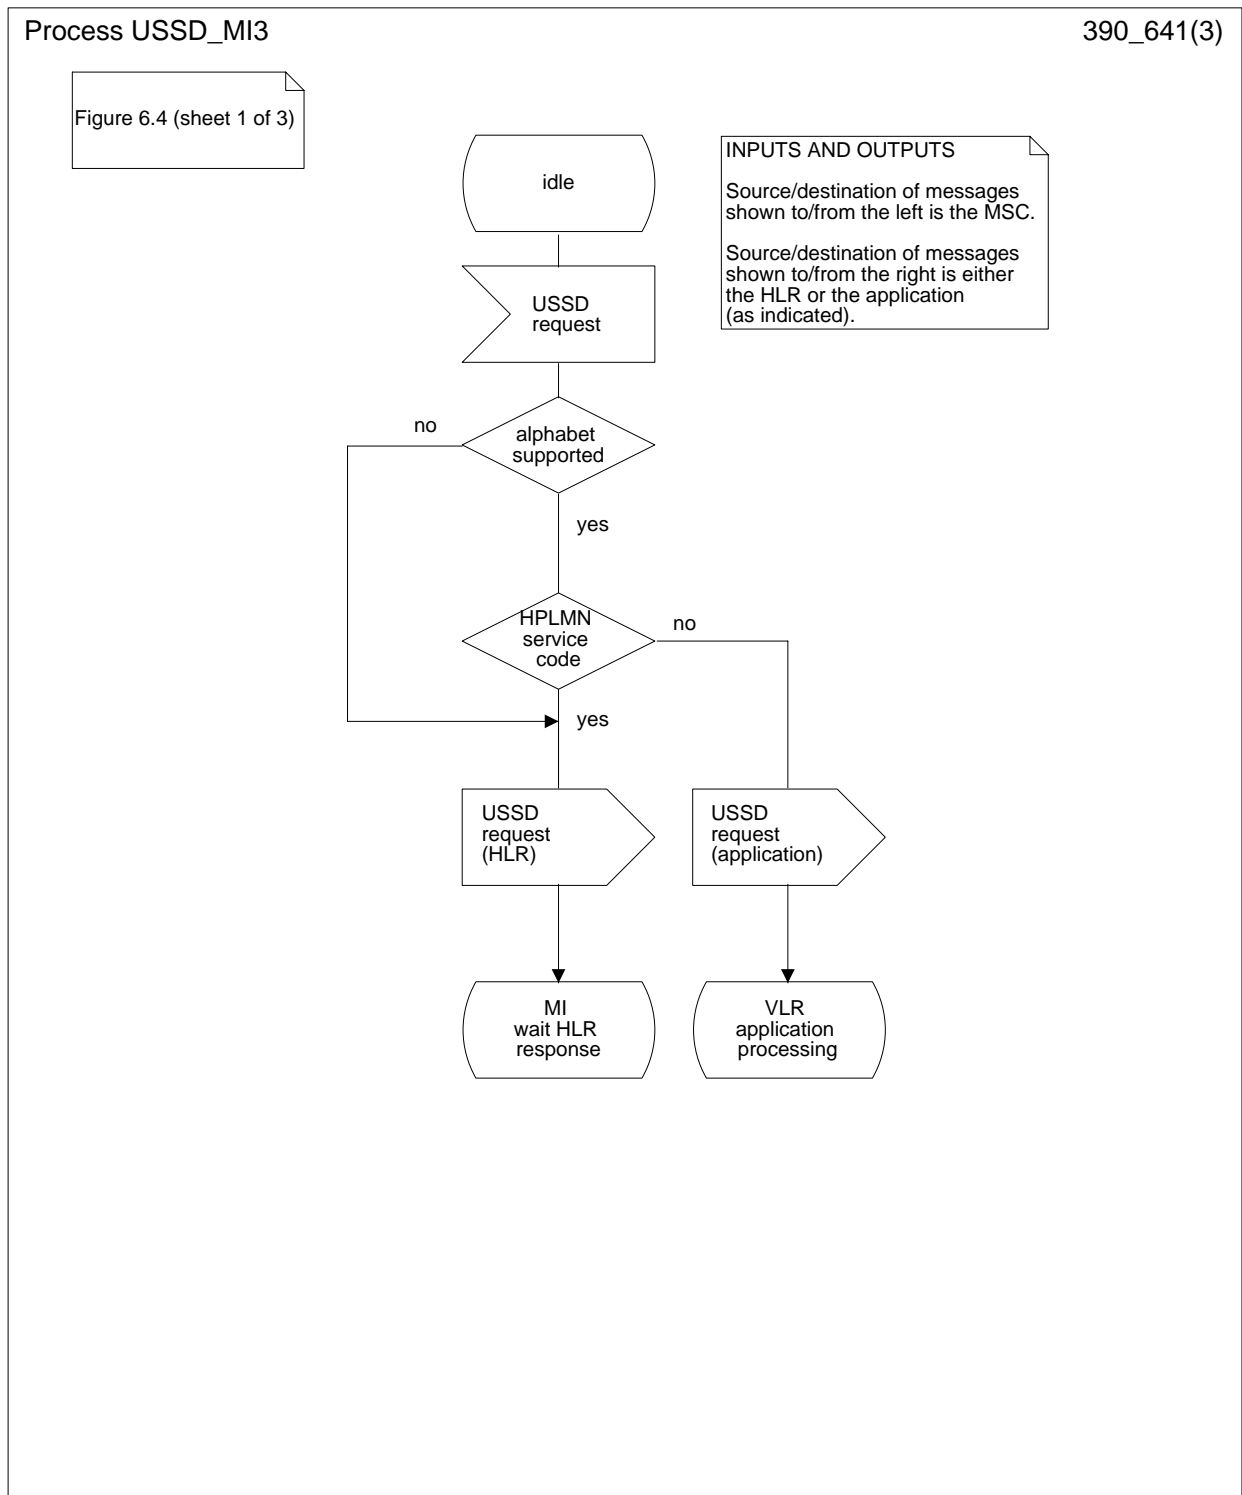 Process USSD_MI3
390_641(3)
Figure 6.4 (sheet 1 of 3)
idle
INPUTS AND OUTPUTS
Source/destination of messages
shown to/from the left is the MSC.
Source/destination of messages
shown to/from the right is either
the HLR or the application
(as indicated).
USSD
request
no
alphabet
supported
yes
HPLMN
service
code
no
yes
USSD
request
(HLR)
USSD
request
(application)
MI
wait HLR
response
VLR
application
processing